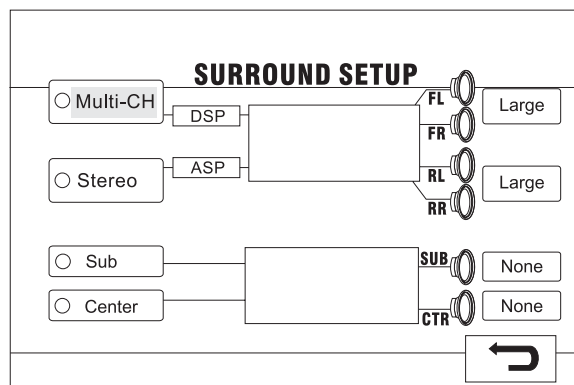 SURROUND SETUP
Multi-CH
DSP
FL
Large
FR
Stereo
ASP
RL
Large
RR
Sub
SUB
None
Center
CTR
None